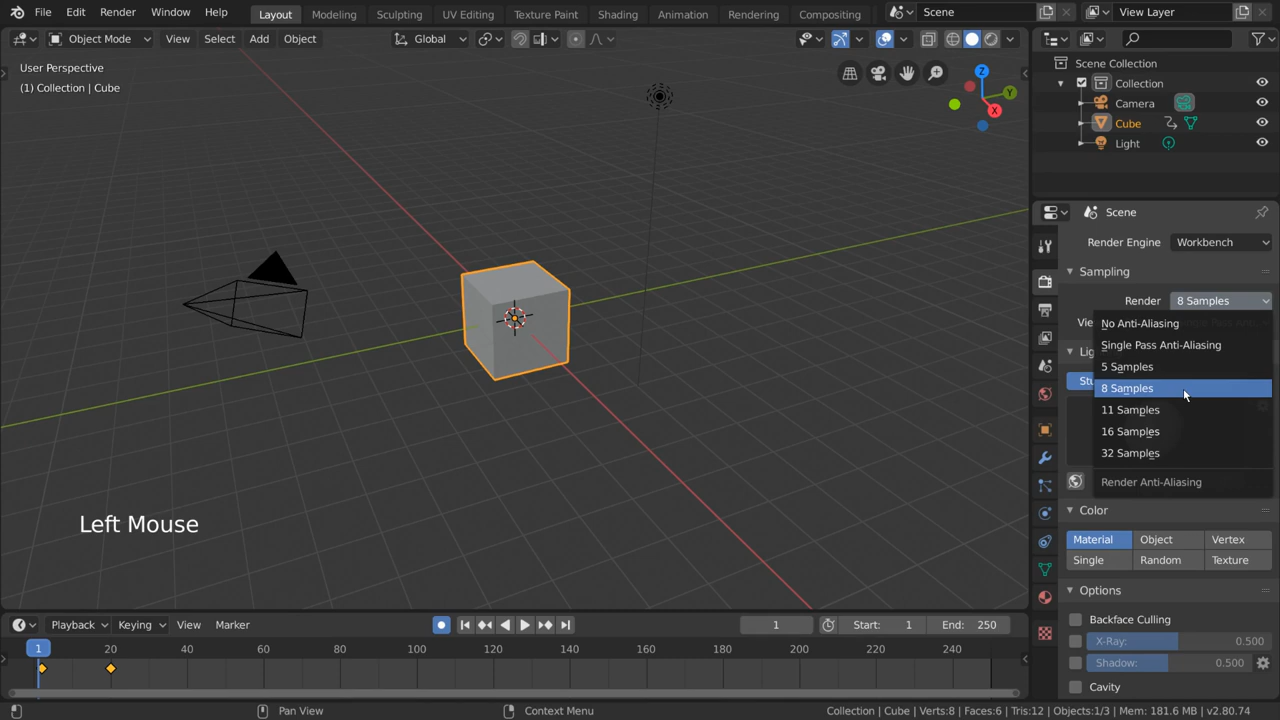 File Edit Render Window Help Layout Modeling Sculpting UV Editing Texture Paint Shading Animation Rendering Compositing Scene View Layer
Object Mode View Select Add Object Global
User Perspective
(1) Collection | Cube
Z
Y
X
Scene Collection
Collection
Camera
Cube
Light
Scene
Render Engine Workbench
Sampling
Render 8 Samples
No Anti-Aliasing
Single Pass Anti-Aliasing
5 Samples
8 Samples
11 Samples
16 Samples
32 Samples
Render Anti-Aliasing
Color
Material Object Vertex
Single Random Texture
Options
Backface Culling
X-Ray: 0.500
Shadow: 0.500
Cavity
Left Mouse
Playback Keying View Marker 1 Start: 1 End: 250
1 20 40 60 80 100 120 140 160 180 200 220 240
Pan View Context Menu Collection | Cube | Verts:8 | Faces:6 | Tris:12 | Objects:1/3 | Mem: 181.6 MB | v2.80.74